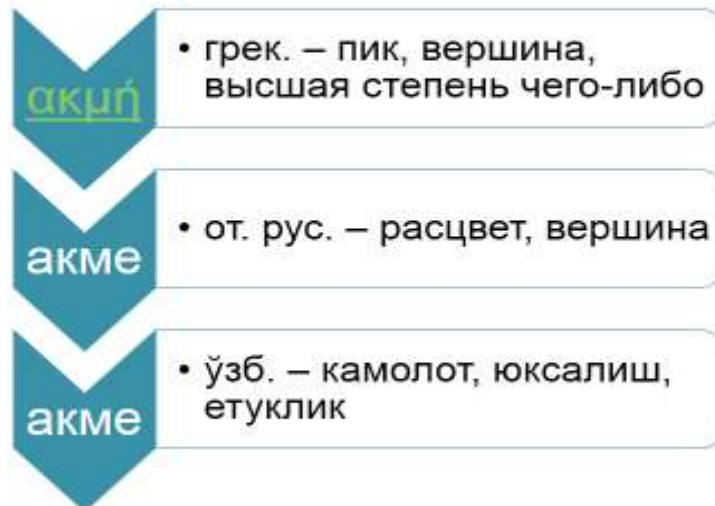 ακμή
• грек. – пик, вершина,
высшая степень чего-либо
акме
• от. рус. – расцвет, вершина
акме
• ўзб. – камолот, юксалиш,
етуклик